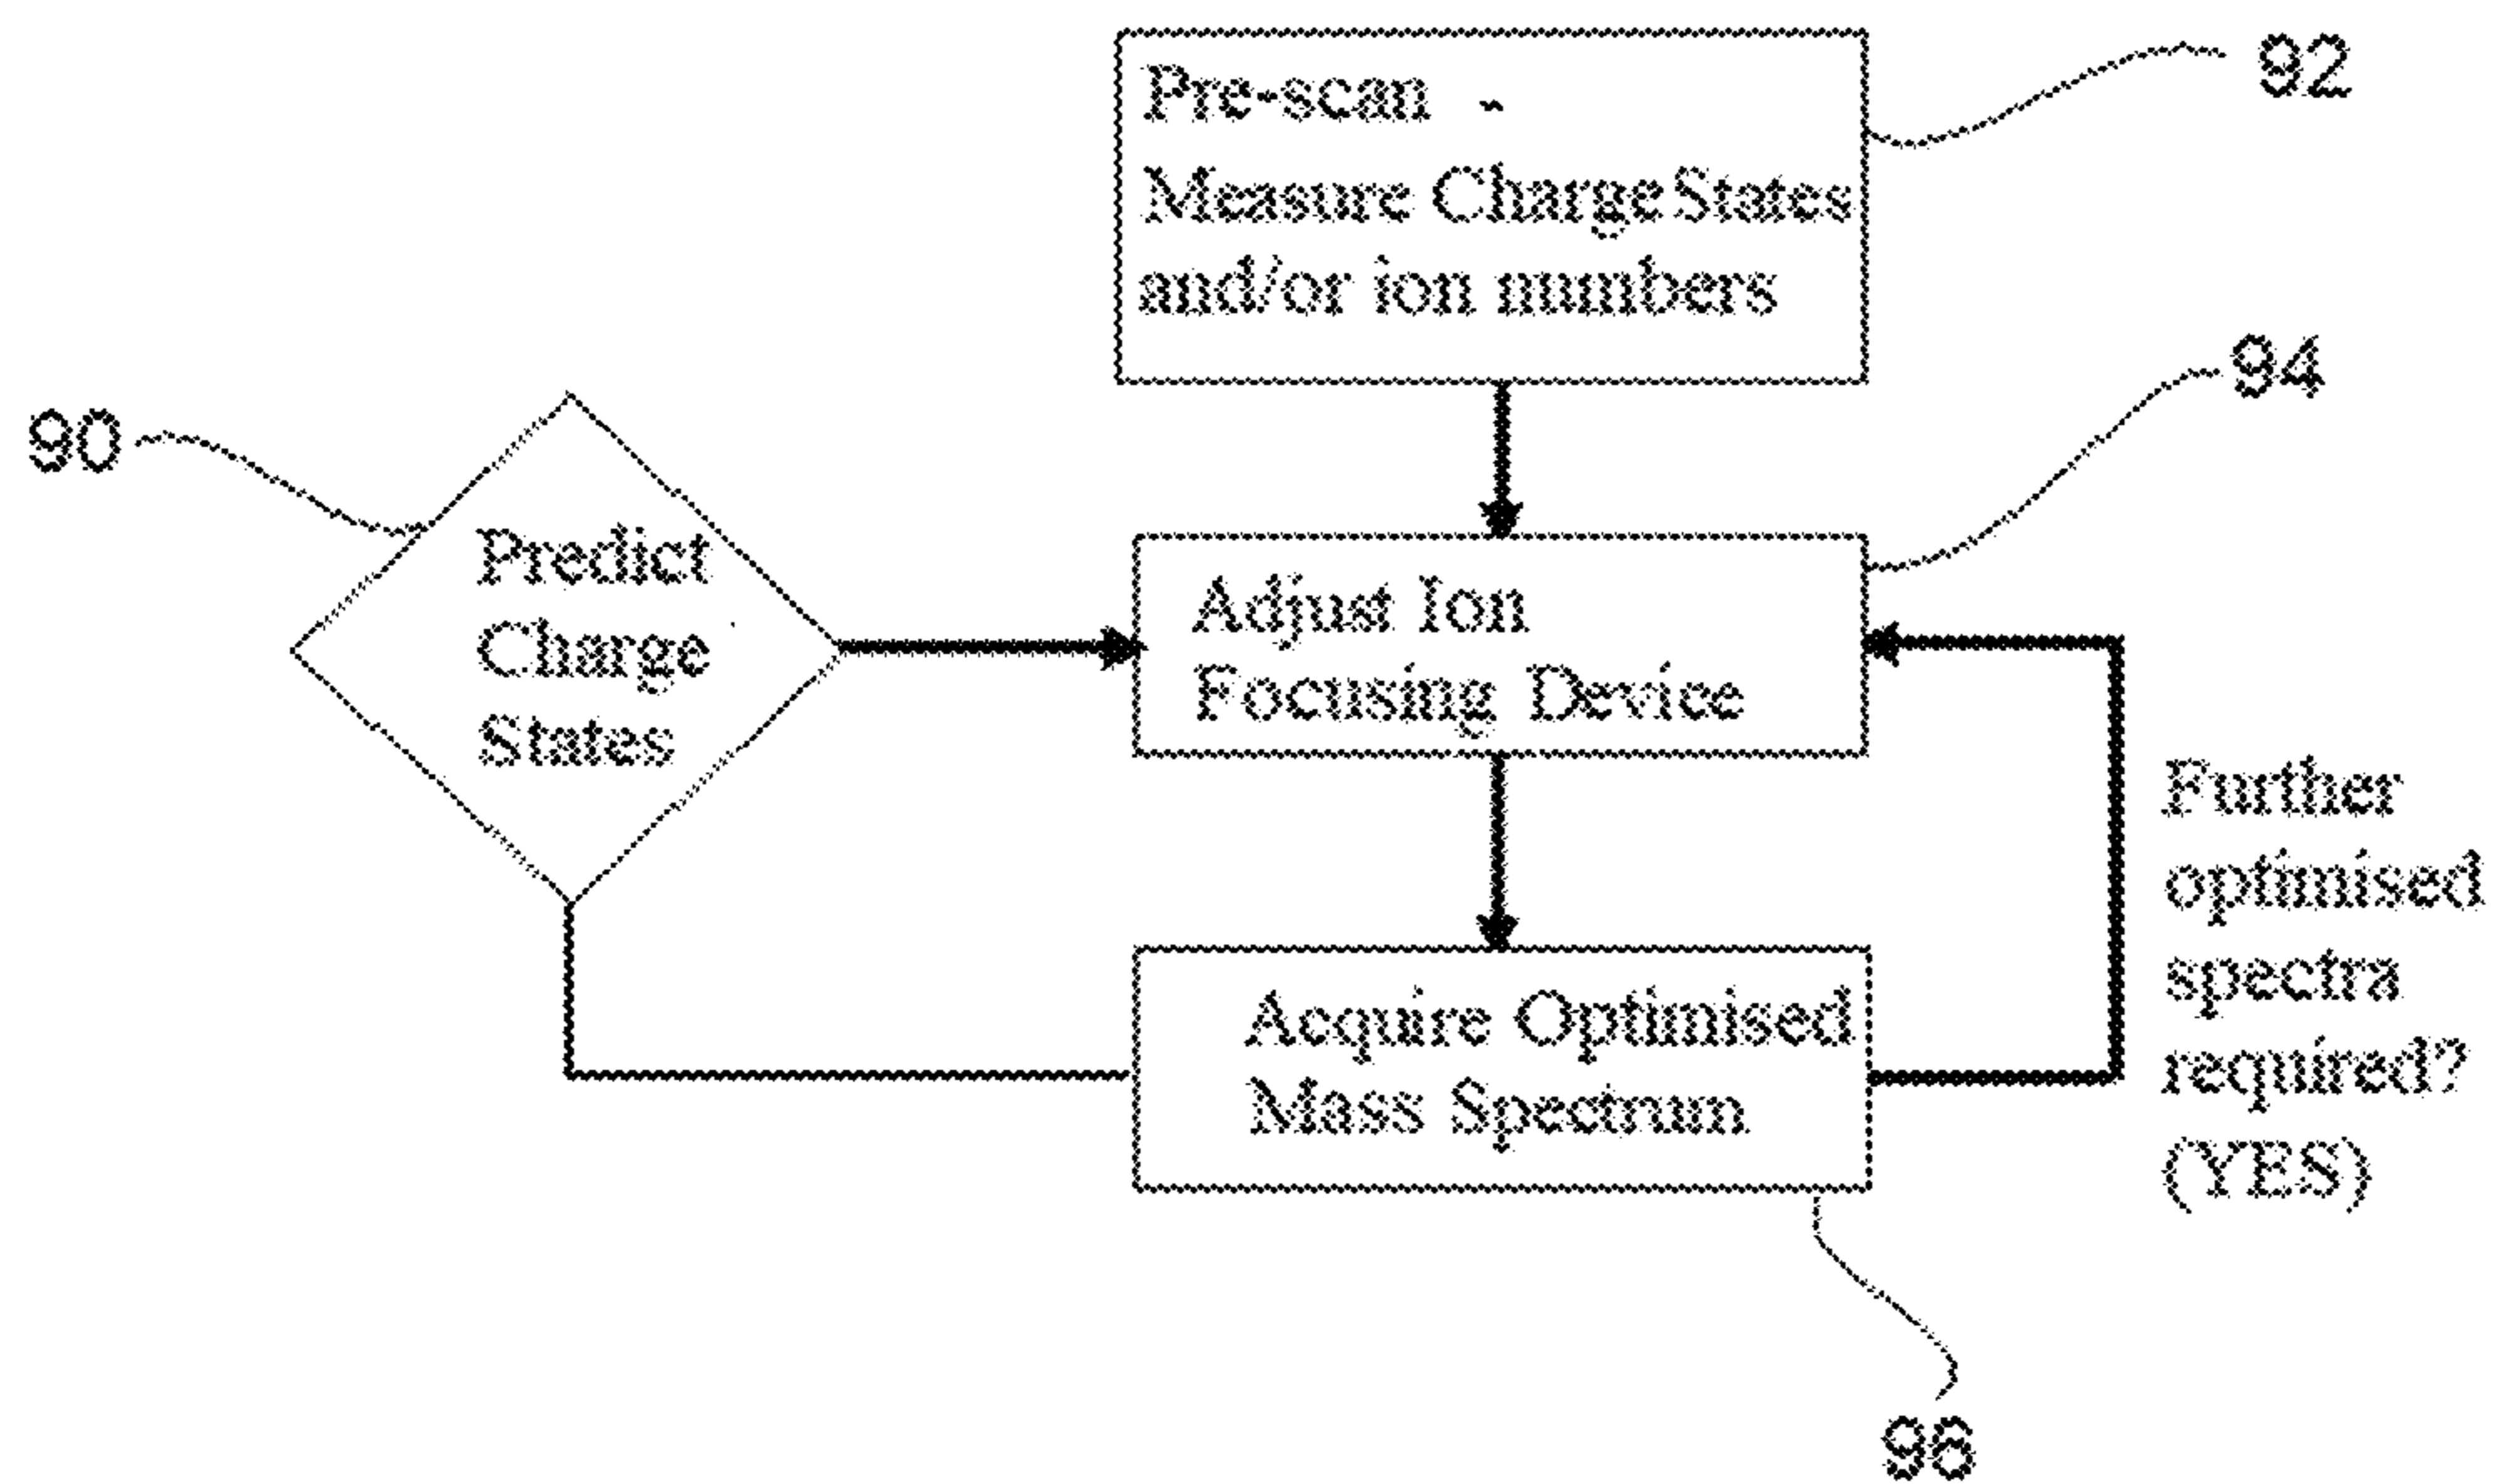 92
Pre-scan -
Measure Charge States
and/or ion numbers
94
90
Predict
Charge
States
Adjust Ion
Focusing Device
Further
optimised
spectra
required?
(YES)
Acquire Optimised
Mass Spectrum